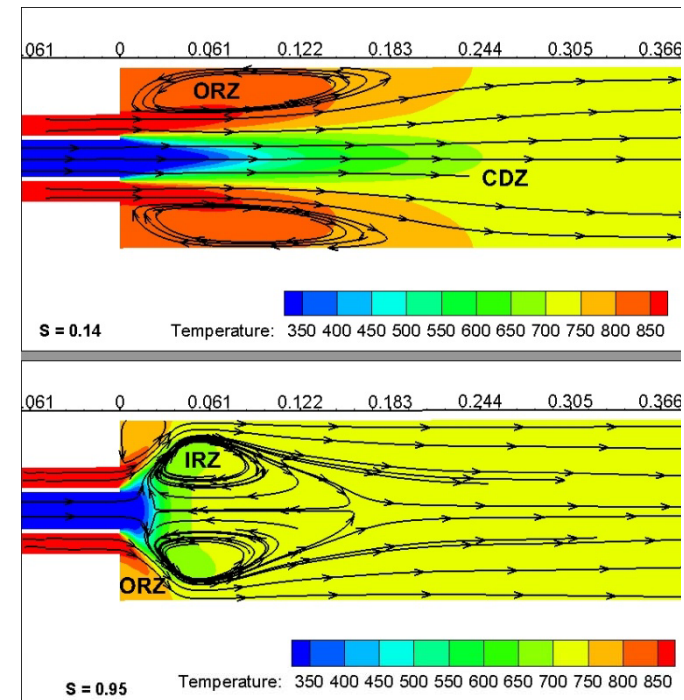 .061 0 0.061 0.122 0.183 0.244 0.305 0.366
ORZ
CDZ
S = 0.14 Temperature: 350 400 450 500 550 600 650 700 750 800 850
.061 0 0.061 0.122 0.183 0.244 0.305 0.366
IRZ
ORZ
Temperature: 350 400 450 500 550 600 650 700 750 800 850
S = 0.95